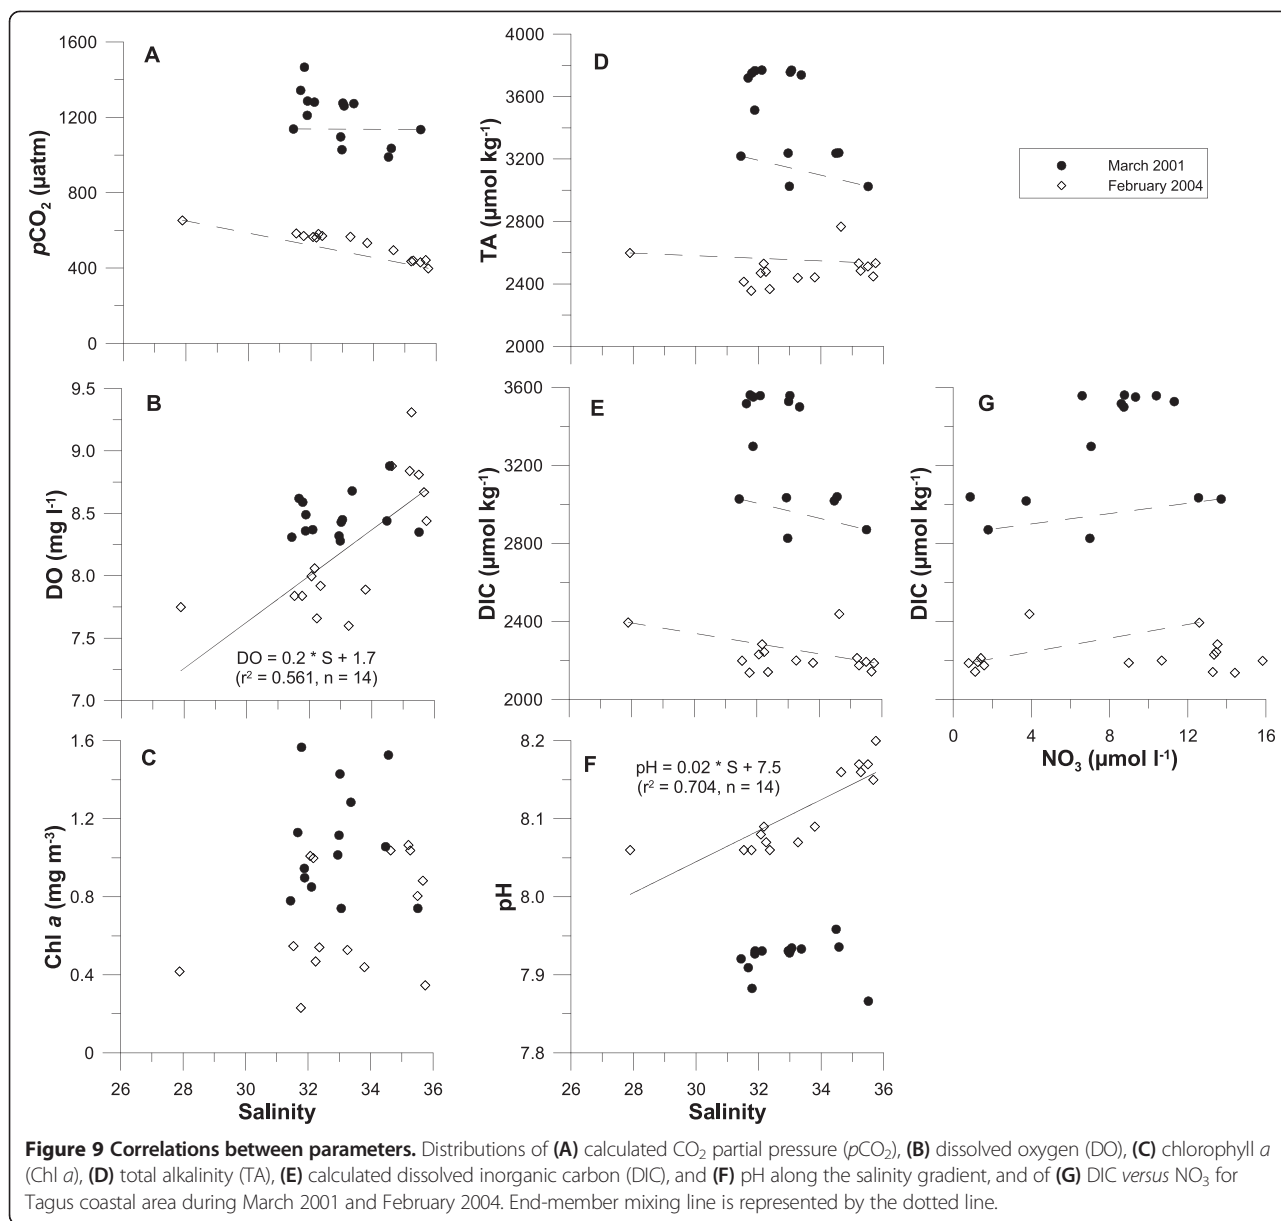 A
1600
1200
800
400
0
pCO2 (µatm)
D
4000
3600
3200
2800
2400
2000
TA (µmol kg-1)
March 2001
February 2004
B
9.5
9.0
8.5
8.0
7.5
7.0
DO (mg l-1)
DO = 0.2 * S + 1.7
(r2 = 0.561, n = 14)
E
3600
3200
2800
2400
2000
DIC (µmol kg-1)
G
3600
3200
2800
2400
2000
DIC (µmol kg-1)
0 4 8 12 16
NO3 (µmol l-1)
C
1.6
1.2
0.8
0.4
0
Chl a (mg m-3)
26 28 30 32 34 36
Salinity
F
8.2
8.1
8.0
7.9
7.8
pH
pH = 0.02 * S + 7.5
(r2 = 0.704, n = 14)
26 28 30 32 34 36
Salinity
Figure 9 Correlations between parameters. Distributions of (A) calculated CO2 partial pressure (pCO2), (B) dissolved oxygen (DO), (C) chlorophyll a
(Chl a), (D) total alkalinity (TA), (E) calculated dissolved inorganic carbon (DIC), and (F) pH along the salinity gradient, and of (G) DIC versus NO3 for
Tagus coastal area during March 2001 and February 2004. End-member mixing line is represented by the dotted line.